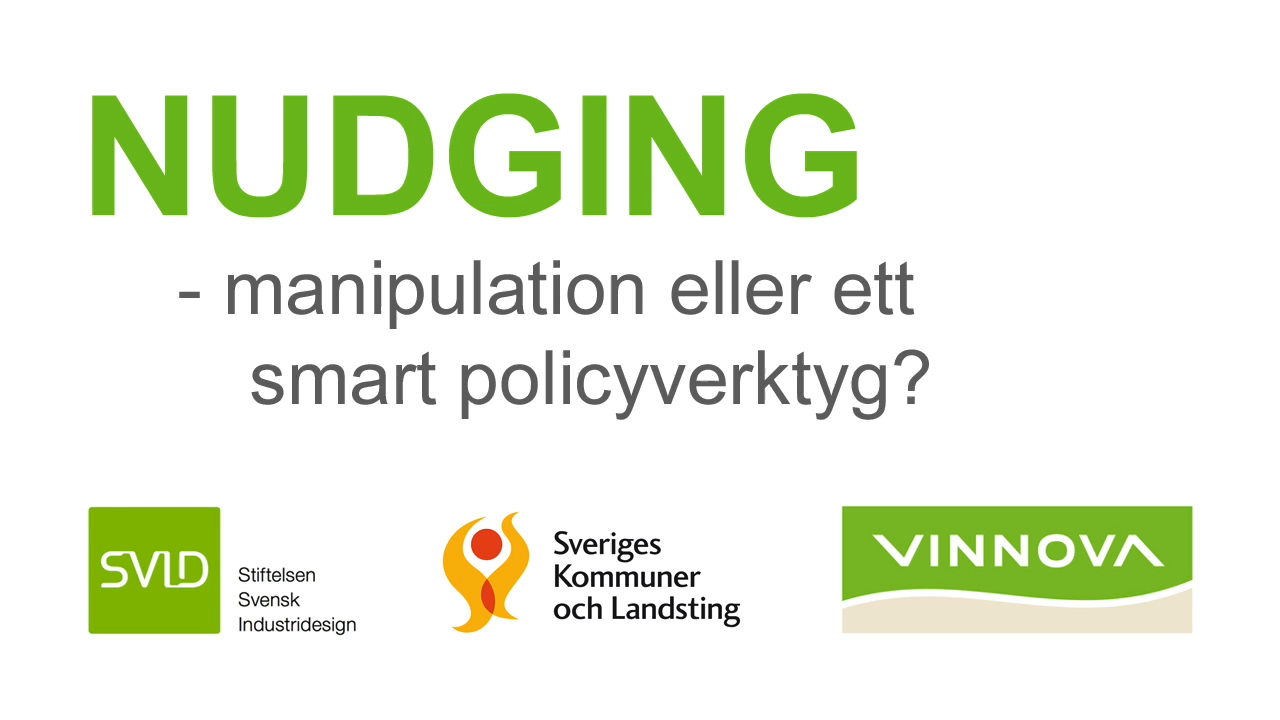 NUDGING
- manipulation eller ett
smart policyverktyg?
SVID
Stiftelsen
Svensk
Industridesign
Sveriges
Kommuner
och Landsting
VINNOVA